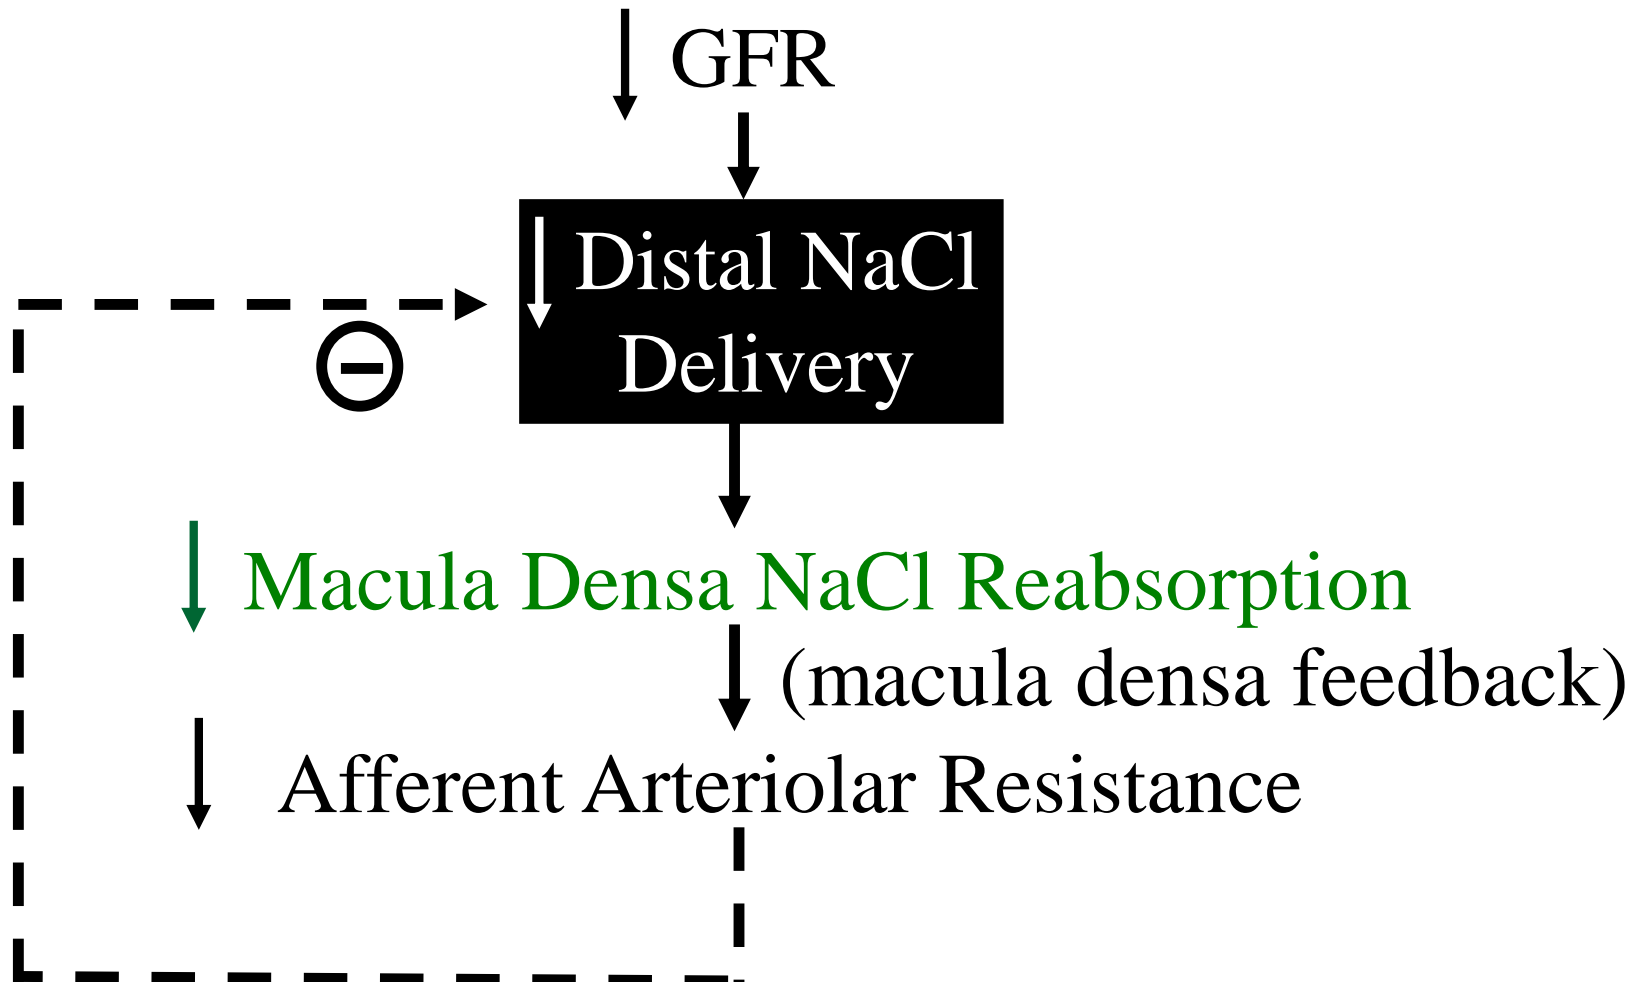 GFR
Distal NaCl
Delivery
Macula Densa NaCl Reabsorption
(macula densa feedback)
Afferent Arteriolar Resistance